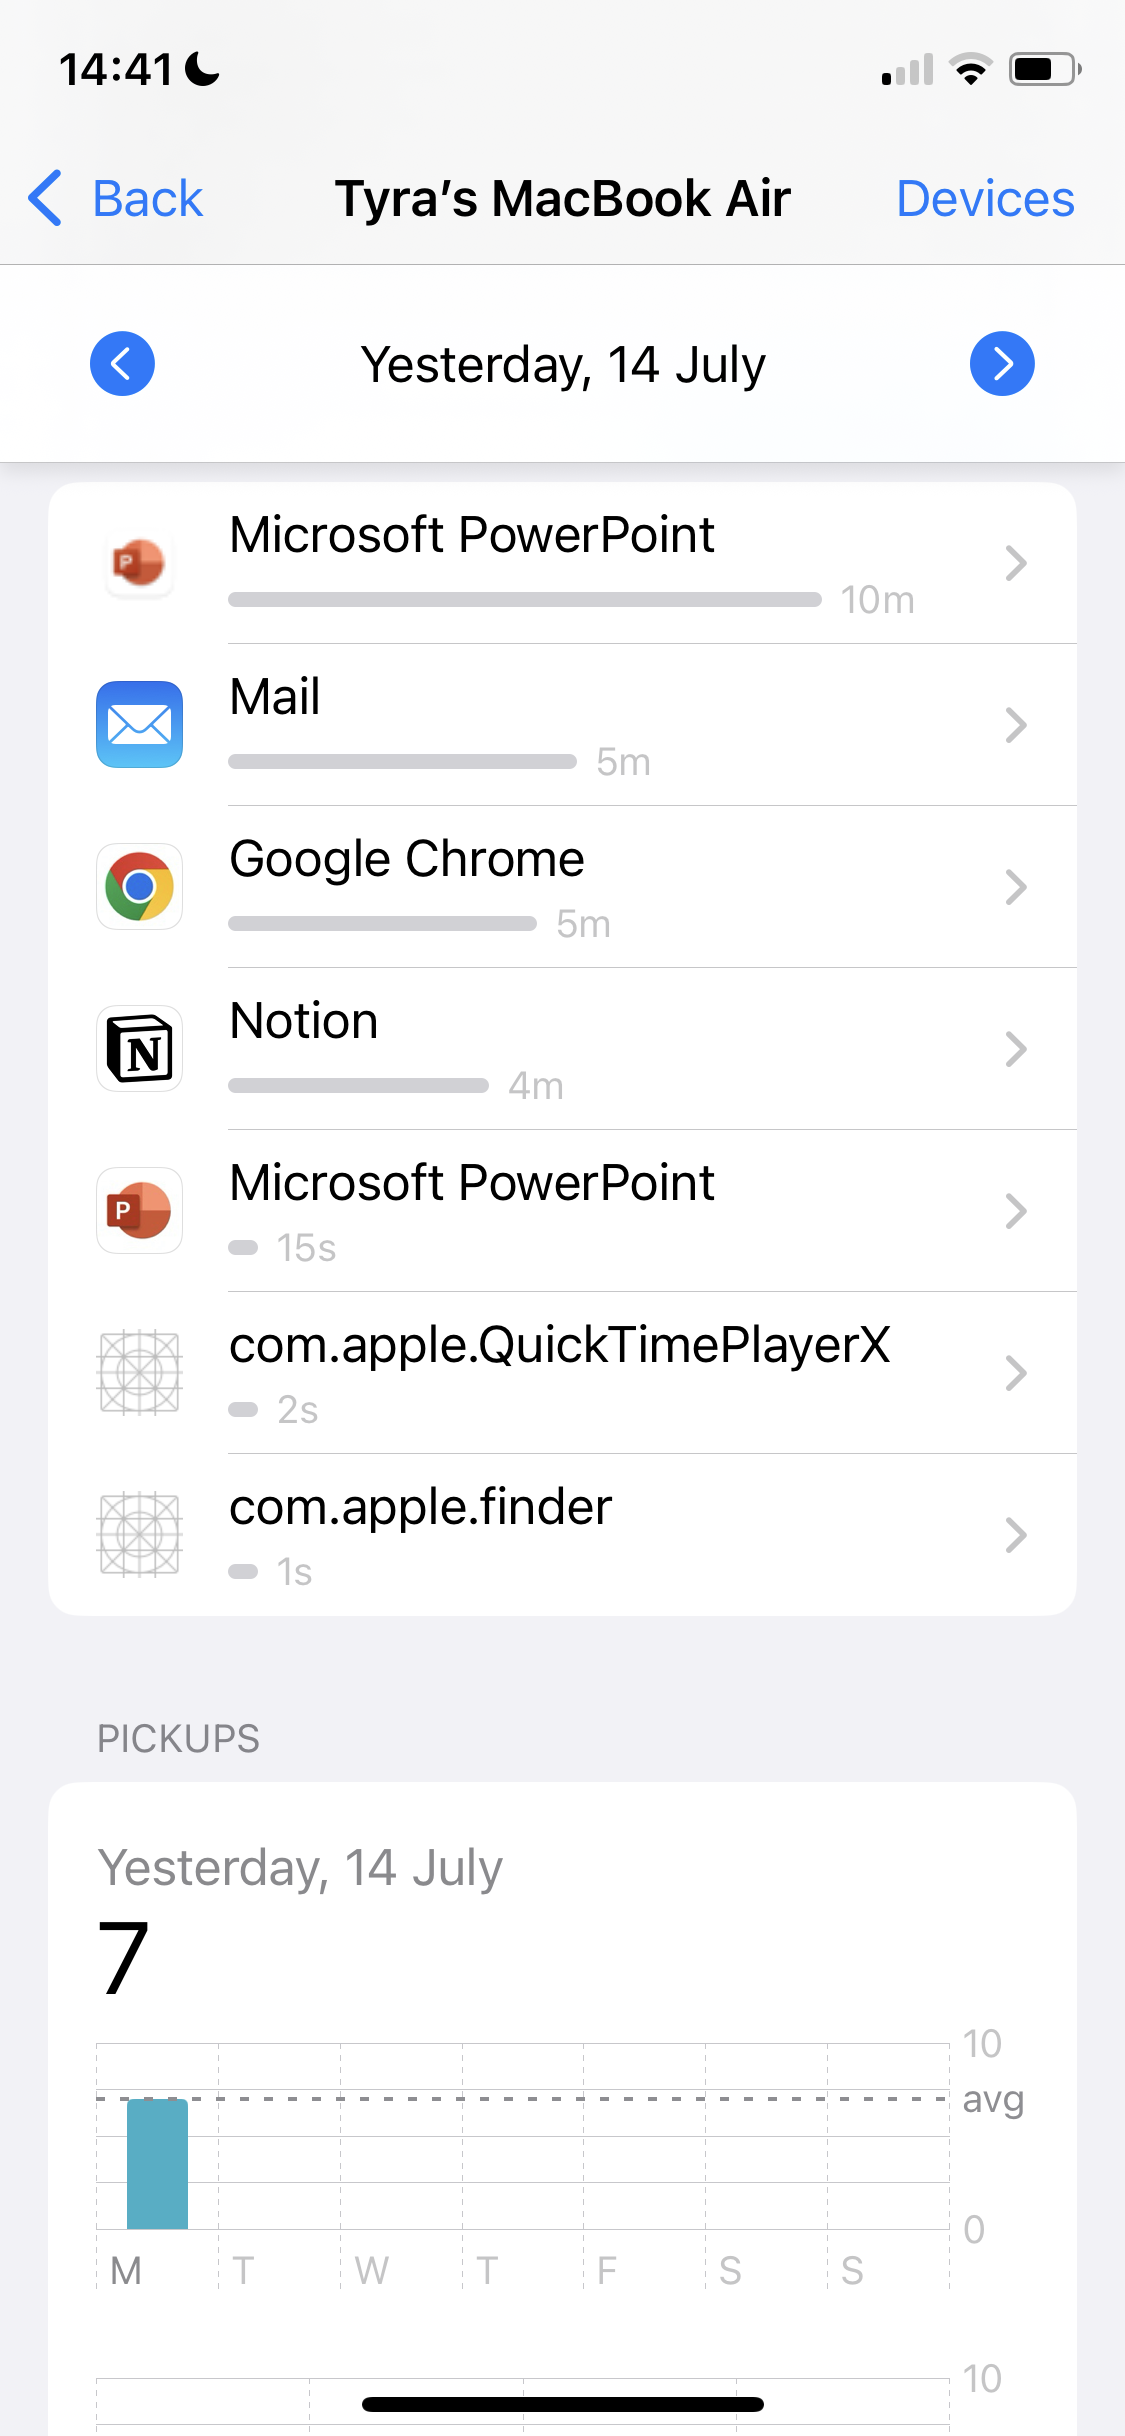 14:41
Back
Tyra’s MacBook Air
Devices
Yesterday, 14 July
Microsoft PowerPoint
10m
Mail
5m
Google Chrome
5m
Notion
4m
Microsoft PowerPoint
15s
com.apple.QuickTimePlayerX
2s
com.apple.finder
1s
PICKUPS
Yesterday, 14 July
7
10
avg
0
M T W T F S S
10